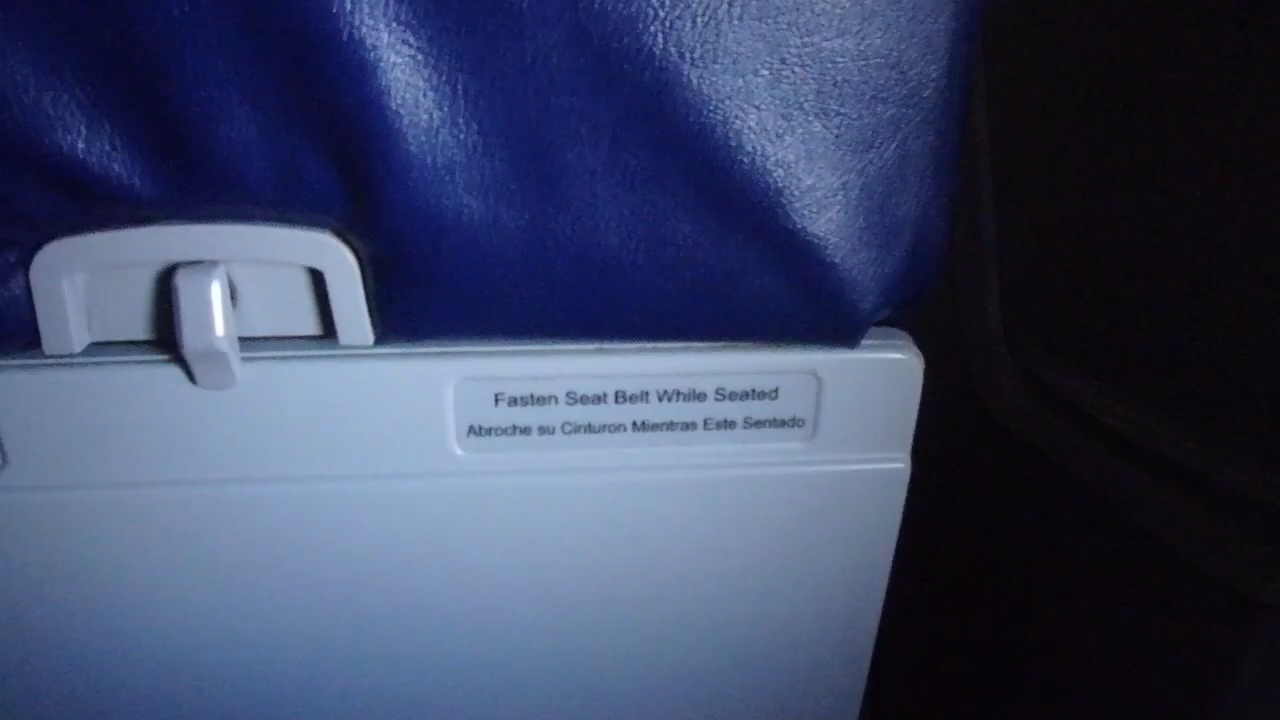 Fasten Seat Belt While Seated
Abroche su Cinturon Mientras Este Sentado